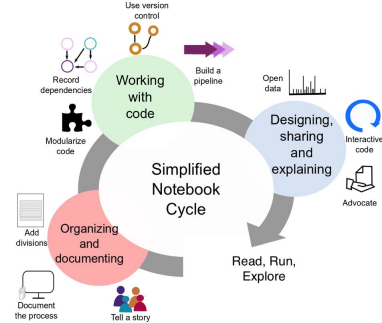 Use version
control
Record
dependencies
Working
with
code
Build a
pipeline
Modularize
code
Open
data
Designing,
sharing
and
explaining
Interactive
code
Advocate
Simplified
Notebook
Cycle
Add
divisions
Organizing
and
documenting
Document
the process
Tell a story
Read, Run,
Explore